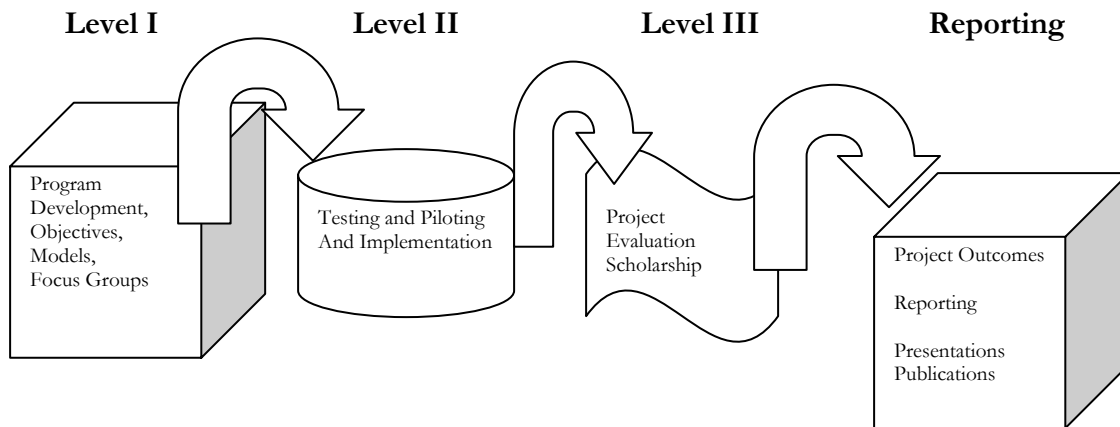 Level I
Level II
Level III
Reporting
Program
Development,
Objectives,
Models,
Focus Groups
Testing and Piloting
And Implementation
Project
Evaluation
Scholarship
Project Outcomes
Reporting
Presentations
Publications